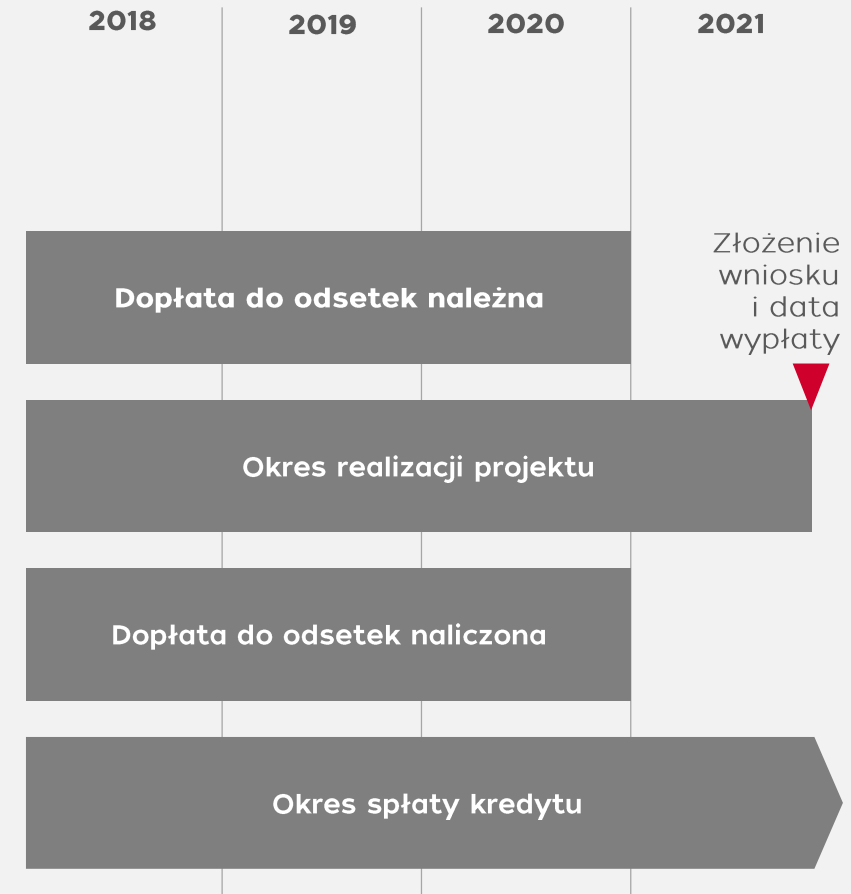 2018 2019 2020 2021
Dopłata do odsetek należna
Złożenie
wniosku
i data
wypłaty
Okres realizacji projektu
Dopłata do odsetek naliczona
Okres spłaty kredytu